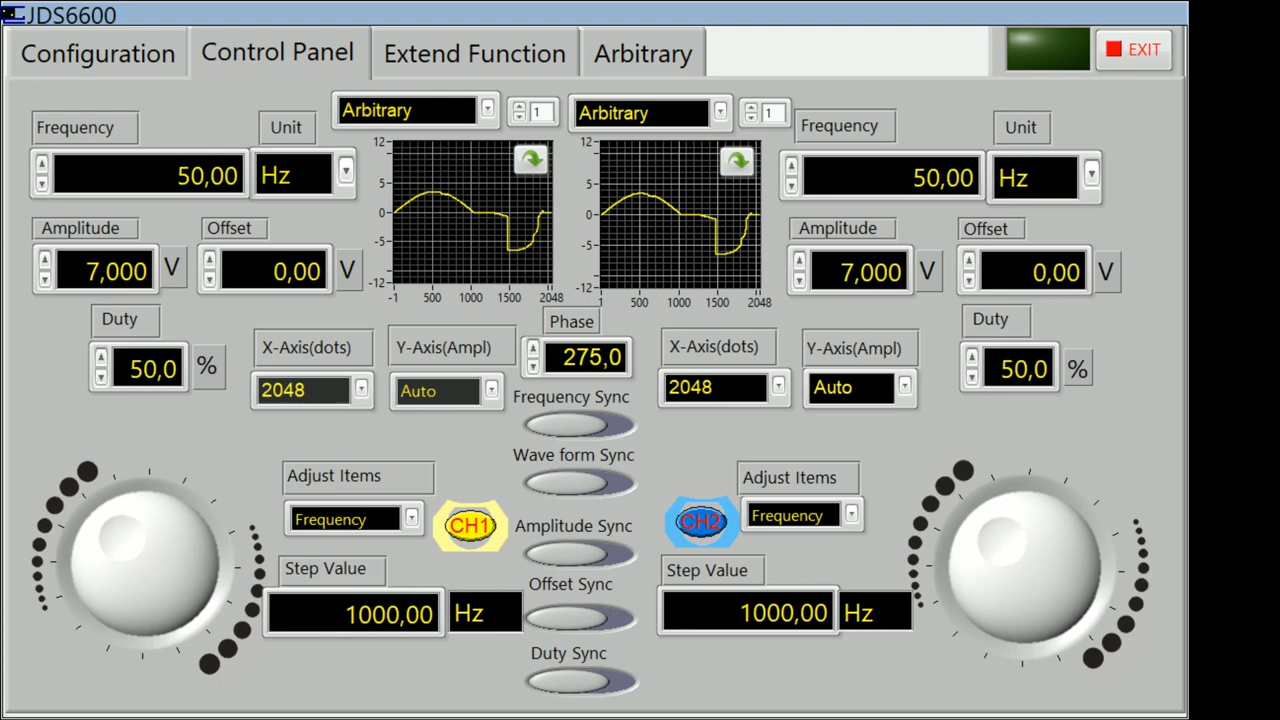 JDS6600
Configuration
Control Panel
Extend Function
Arbitrary
EXIT
Frequency
Unit
50,00
Hz
Amplitude
Offset
7,000
V
0,00
V
Duty
50,0
%
X-Axis(dots)
2048
Y-Axis(Ampl)
Auto
Arbitrary
1
12
5
0
-5
-12
-1
500
1000
1500
2048
Arbitrary
1
12
5
0
-5
-12
1
500
1000
1500
2048
Phase
275,0
Frequency Sync
Wave form Sync
Amplitude Sync
Offset Sync
Duty Sync
Frequency
Unit
50,00
Hz
Amplitude
Offset
7,000
V
0,00
V
Duty
50,0
%
X-Axis(dots)
2048
Y-Axis(Ampl)
Auto
Adjust Items
Frequency
CH1
Step Value
1000,00
Hz
CH2
Adjust Items
Frequency
Step Value
1000,00
Hz